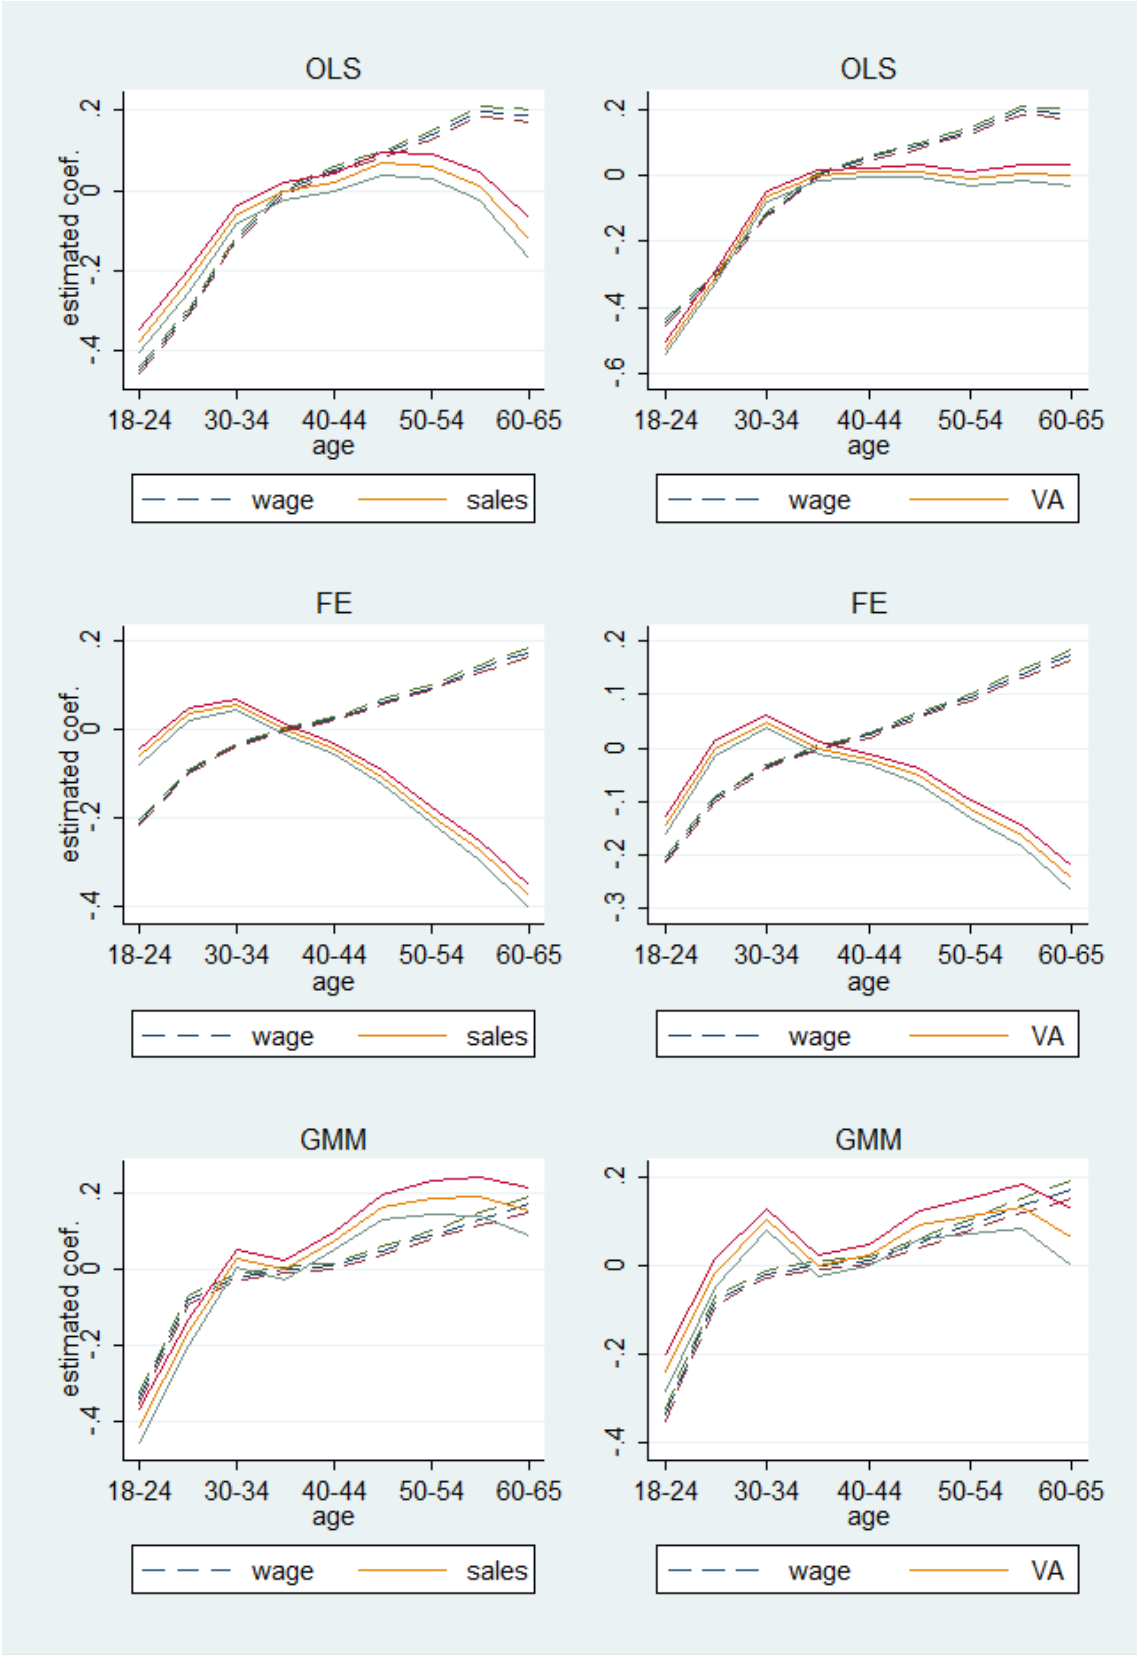 OLS
estimated coef.
.2
0
-.2
-.4
18-24 30-34 40-44 50-54 60-65
age
wage sales
OLS
.2
0
-.2
-.4
-.6
18-24 30-34 40-44 50-54 60-65
age
wage VA
FE
estimated coef.
.2
0
-.2
-.4
18-24 30-34 40-44 50-54 60-65
age
wage sales
FE
.2
.1
0
-.1
-.2
-.3
18-24 30-34 40-44 50-54 60-65
age
wage VA
GMM
estimated coef.
.2
0
-.2
-.4
18-24 30-34 40-44 50-54 60-65
age
wage sales
GMM
.2
0
-.2
-.4
18-24 30-34 40-44 50-54 60-65
age
wage VA